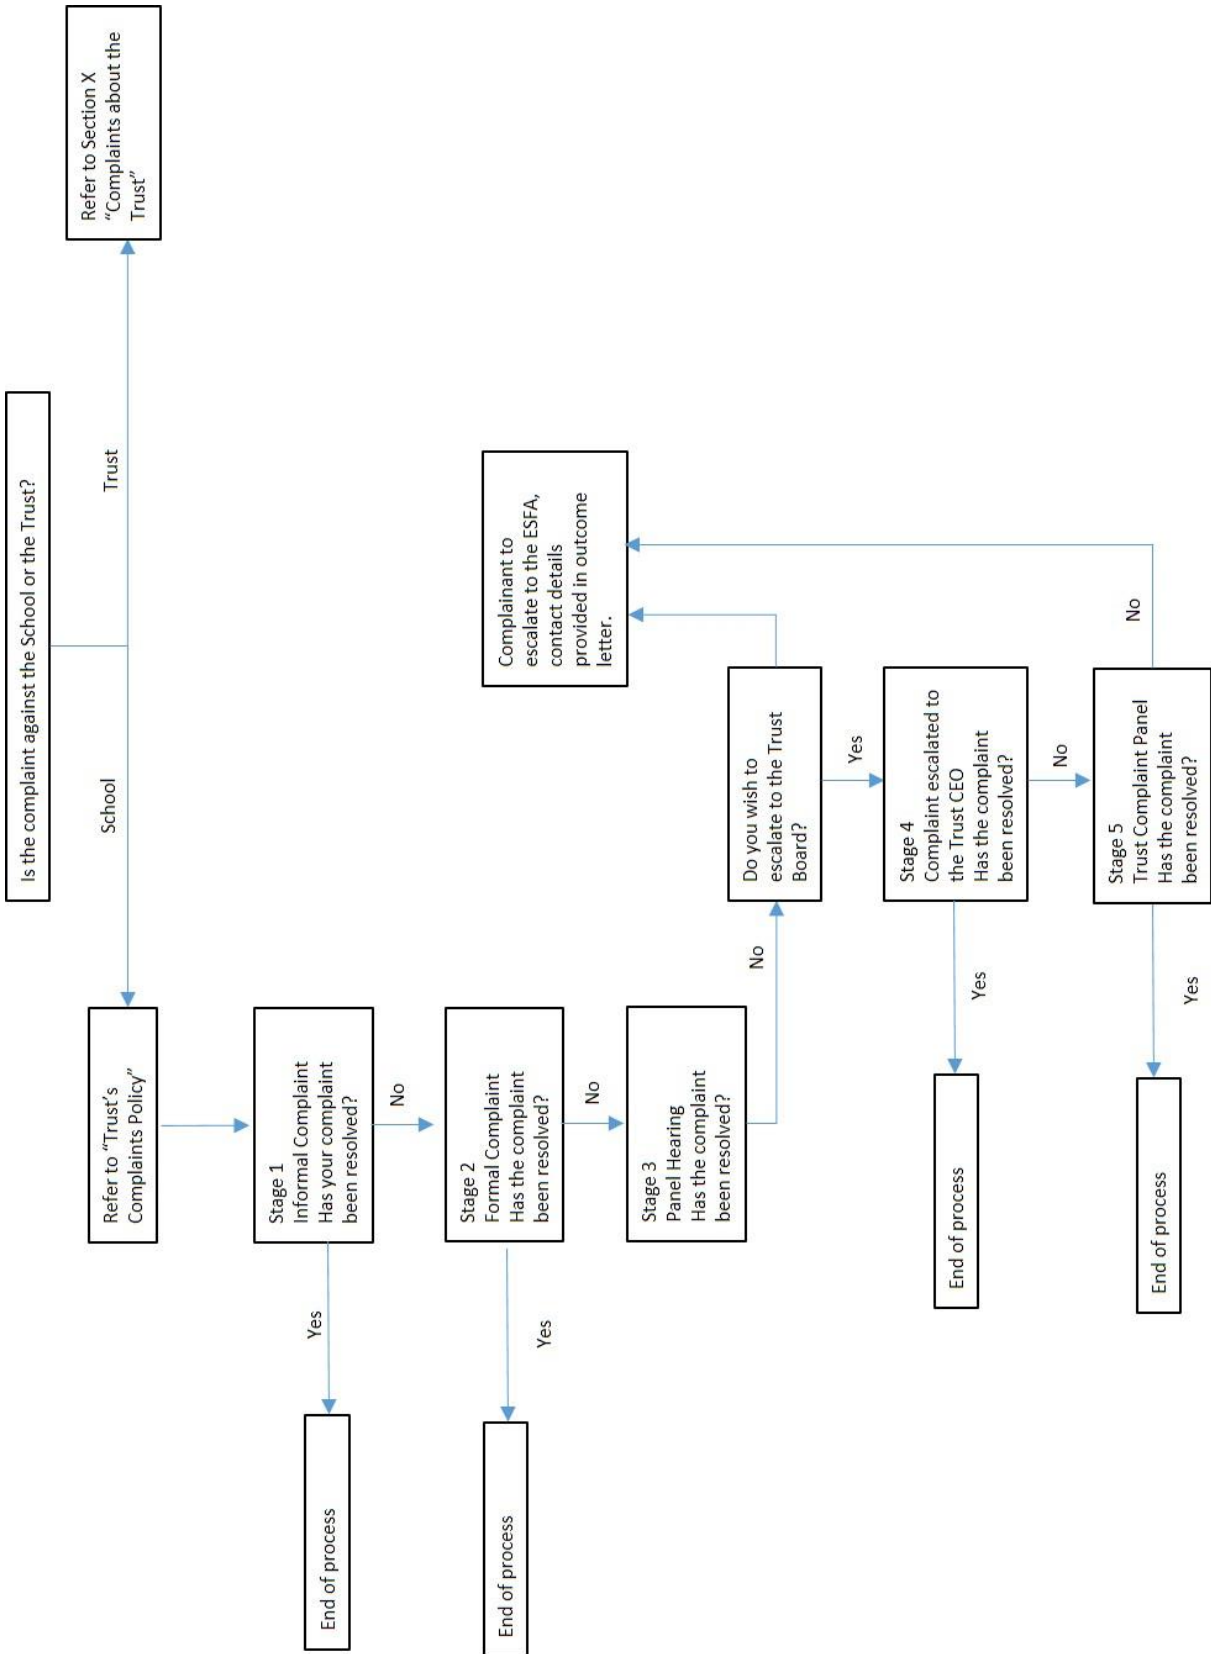 Is the complaint against the School or the Trust?
School
Trust
Refer to "Trust's
Complaints Policy"
Refer to Section X
"Complaints about the
Trust"
Stage 1
Informal Complaint
Has your complaint
been resolved?
Yes
End of process
No
Stage 2
Formal Complaint
Has the complaint
been resolved?
Yes
End of process
No
Stage 3
Panel Hearing
Has the complaint
been resolved?
No
Do you wish to
escalate to the Trust
Board?
Complainant to
escalate to the ESFA,
contact details
provided in outcome
letter.
Yes
Stage 4
Complaint escalated to
the Trust CEO
Has the complaint
been resolved?
Yes
End of process
No
Stage 5
Trust Complaint Panel
Has the complaint
been resolved?
Yes
End of process
No